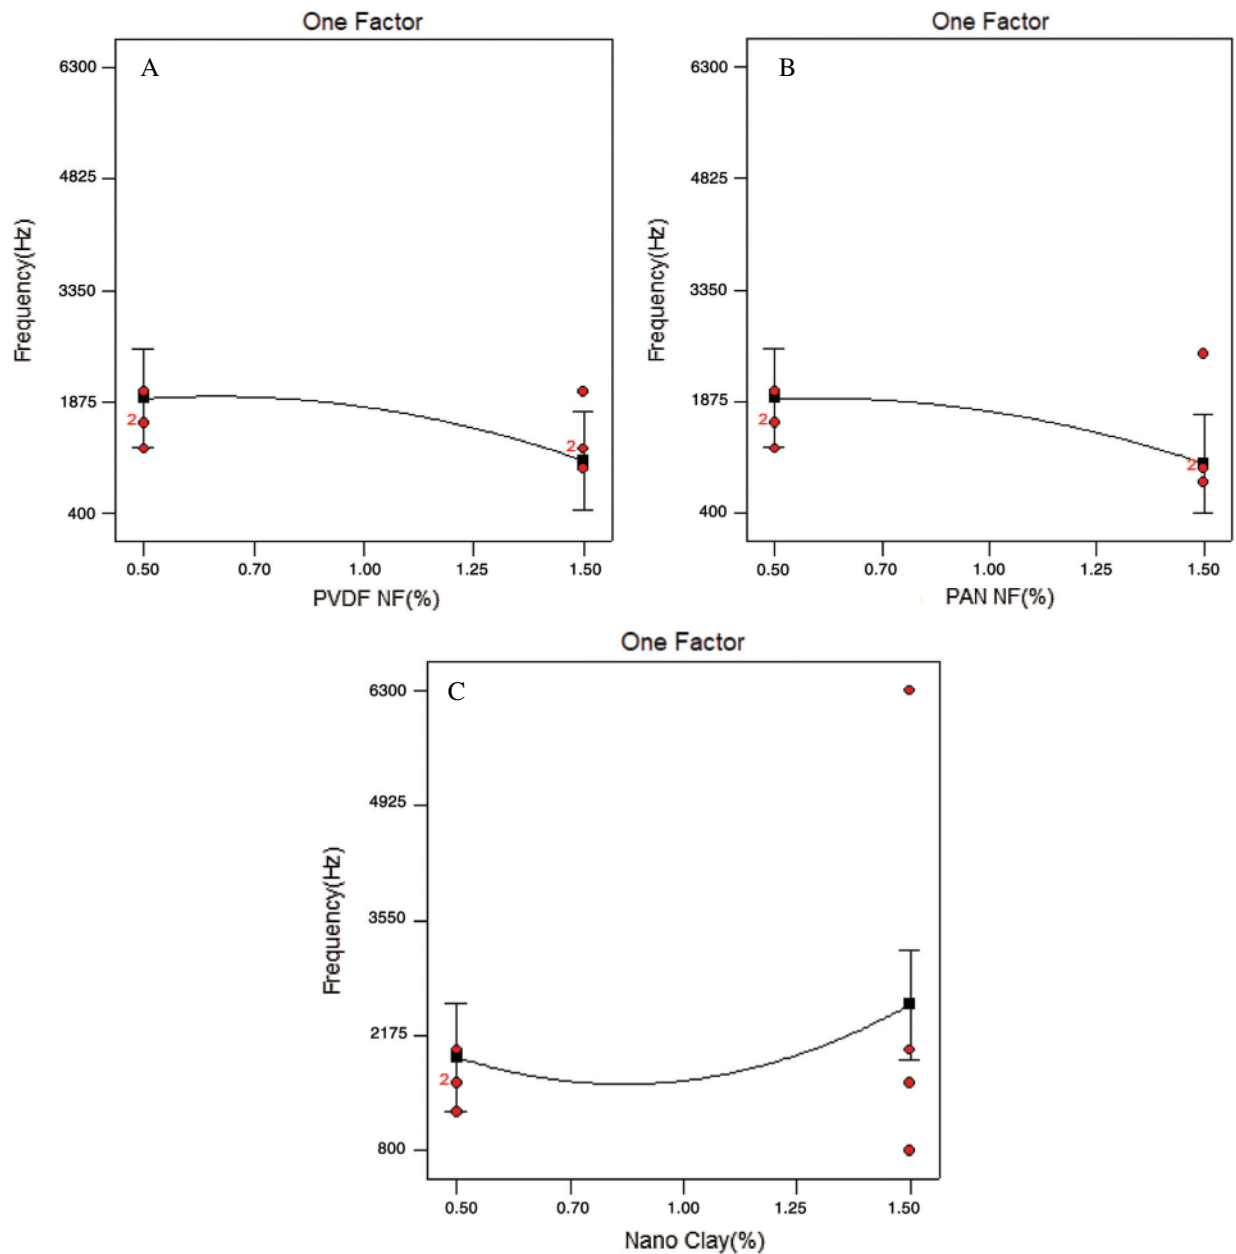 One Factor
A
6300
4825
3350
1875
400
Frequency(Hz)
2
2
0.50 0.70 1.00 1.25 1.50
PVDF NF(%)
One Factor
B
6300
4825
3350
1875
400
Frequency(Hz)
2
2
0.50 0.75 1.00 1.25 1.50
PAN NF(%)
One Factor
C
6300
4925
3550
2175
800
Frequency(Hz)
2
0.50 0.70 1.00 1.25 1.50
Nano Clay(%)